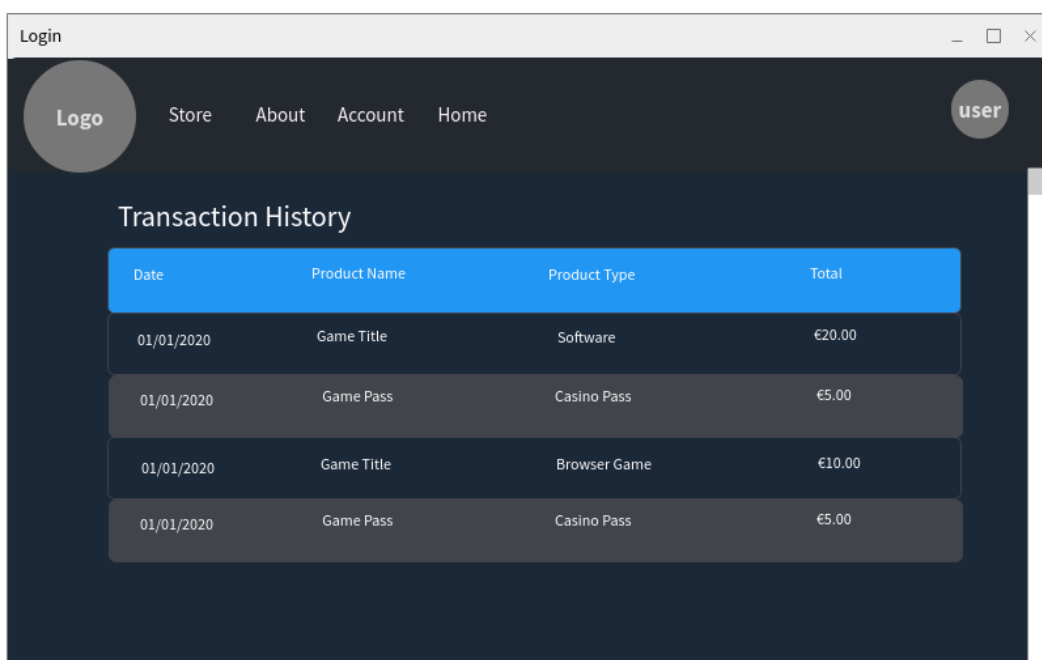 Login
Logo Store About Account Home user
Transaction History
Date Product Name Product Type Total
01/01/2020 Game Title Software €20.00
01/01/2020 Game Pass Casino Pass €5.00
01/01/2020 Game Title Browser Game €10.00
01/01/2020 Game Pass Casino Pass €5.00